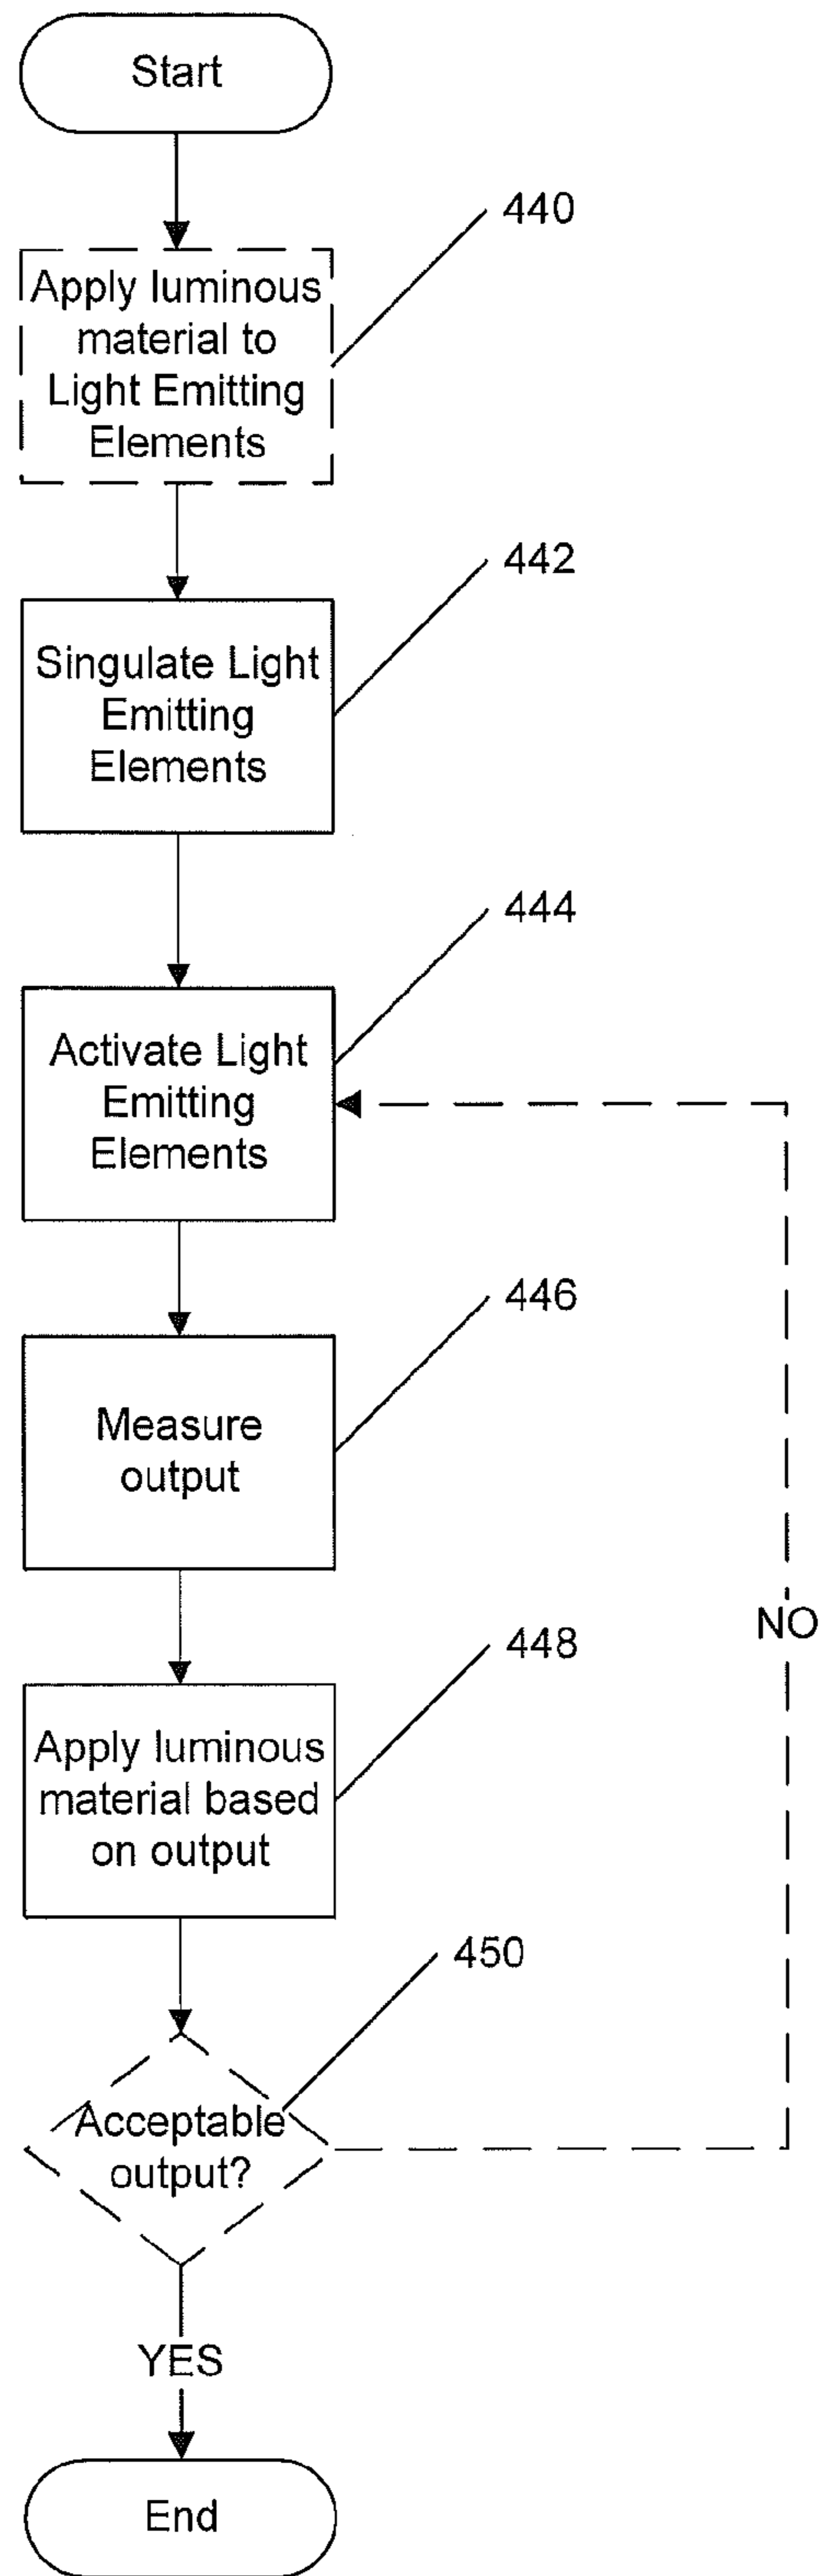 Start
440
Apply luminous
material to
Light Emitting
Elements
442
Singulate Light
Emitting
Elements
444
Activate Light
Emitting
Elements
446
Measure
output
448
Apply luminous
material based
on output
NO
450
Acceptable
output?
YES
End